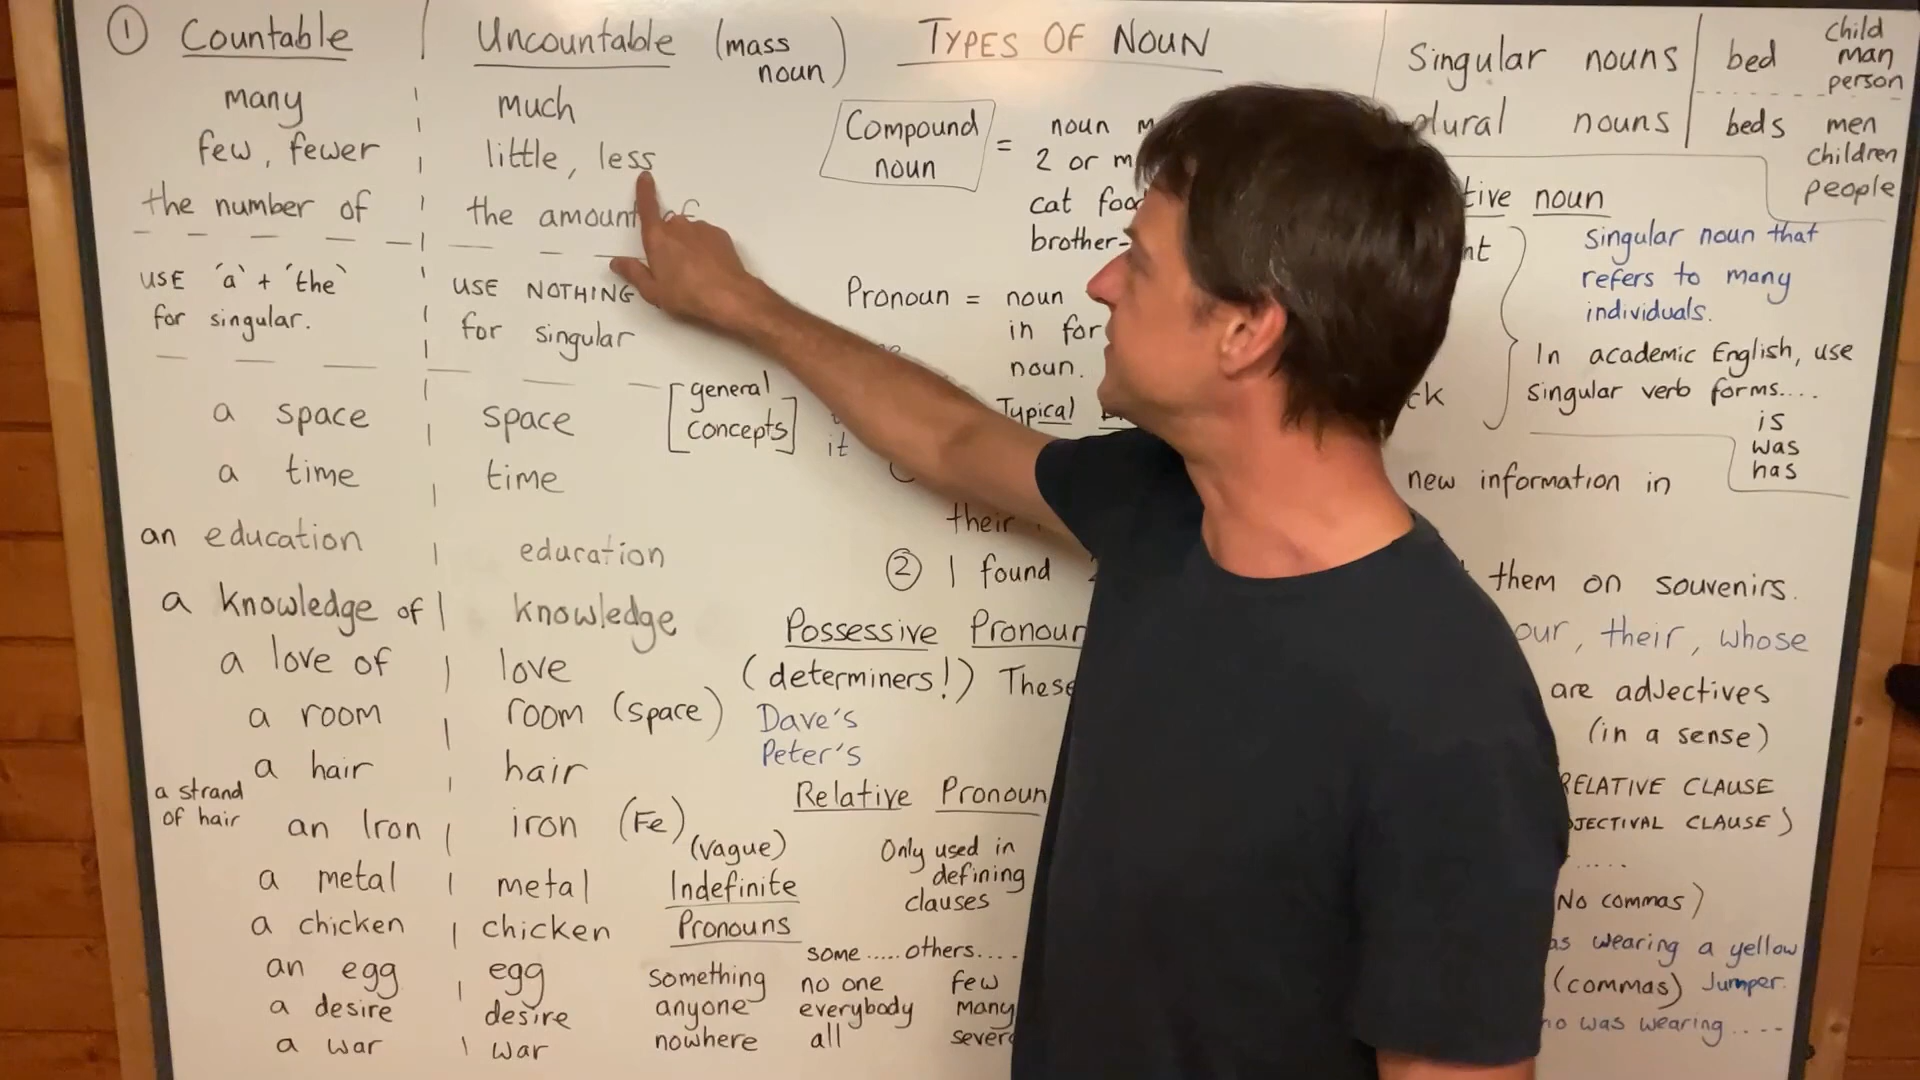 ① Countable
many
few, fewer
the number of
USE 'a' + 'the'
for singular.
a space
a time
an education
a knowledge of
a love of
a room
a hair
a strand
of hair
an Iron
a metal
a chicken
an egg
a desire
a war
Uncountable (mass
noun)
much
little, less
the amount of
USE NOTHING
for singular
space
[general
concepts]
time
education
knowledge
love
room (space)
hair
iron (Fe)
metal
chicken
egg
desire
war
TYPES OF NOUN
Compound
noun
= noun
2 or
cat food
brother-
Pronoun = noun
in for
noun.
Typical
it
their
② I found
Possessive Pronoun
(determiners!) These
Dave's
Peter's
Relative Pronoun
Only used in
defining
clauses
(vague)
Indefinite
Pronouns
some ..... others....
something no one few
anyone everybody many
nowhere all
Singular nouns
bed
child
man
person
plural nouns
beds
men
children
people
noun
singular noun that
refers to many
individuals.
In academic English, use
singular verb forms....
is
was
has
new information in
them on souvenirs.
our, their, whose
are adjectives
(in a sense)
RELATIVE CLAUSE
CLAUSE)
.....
(No commas)
wearing a yellow
(commas) Jumper.
was wearing ....